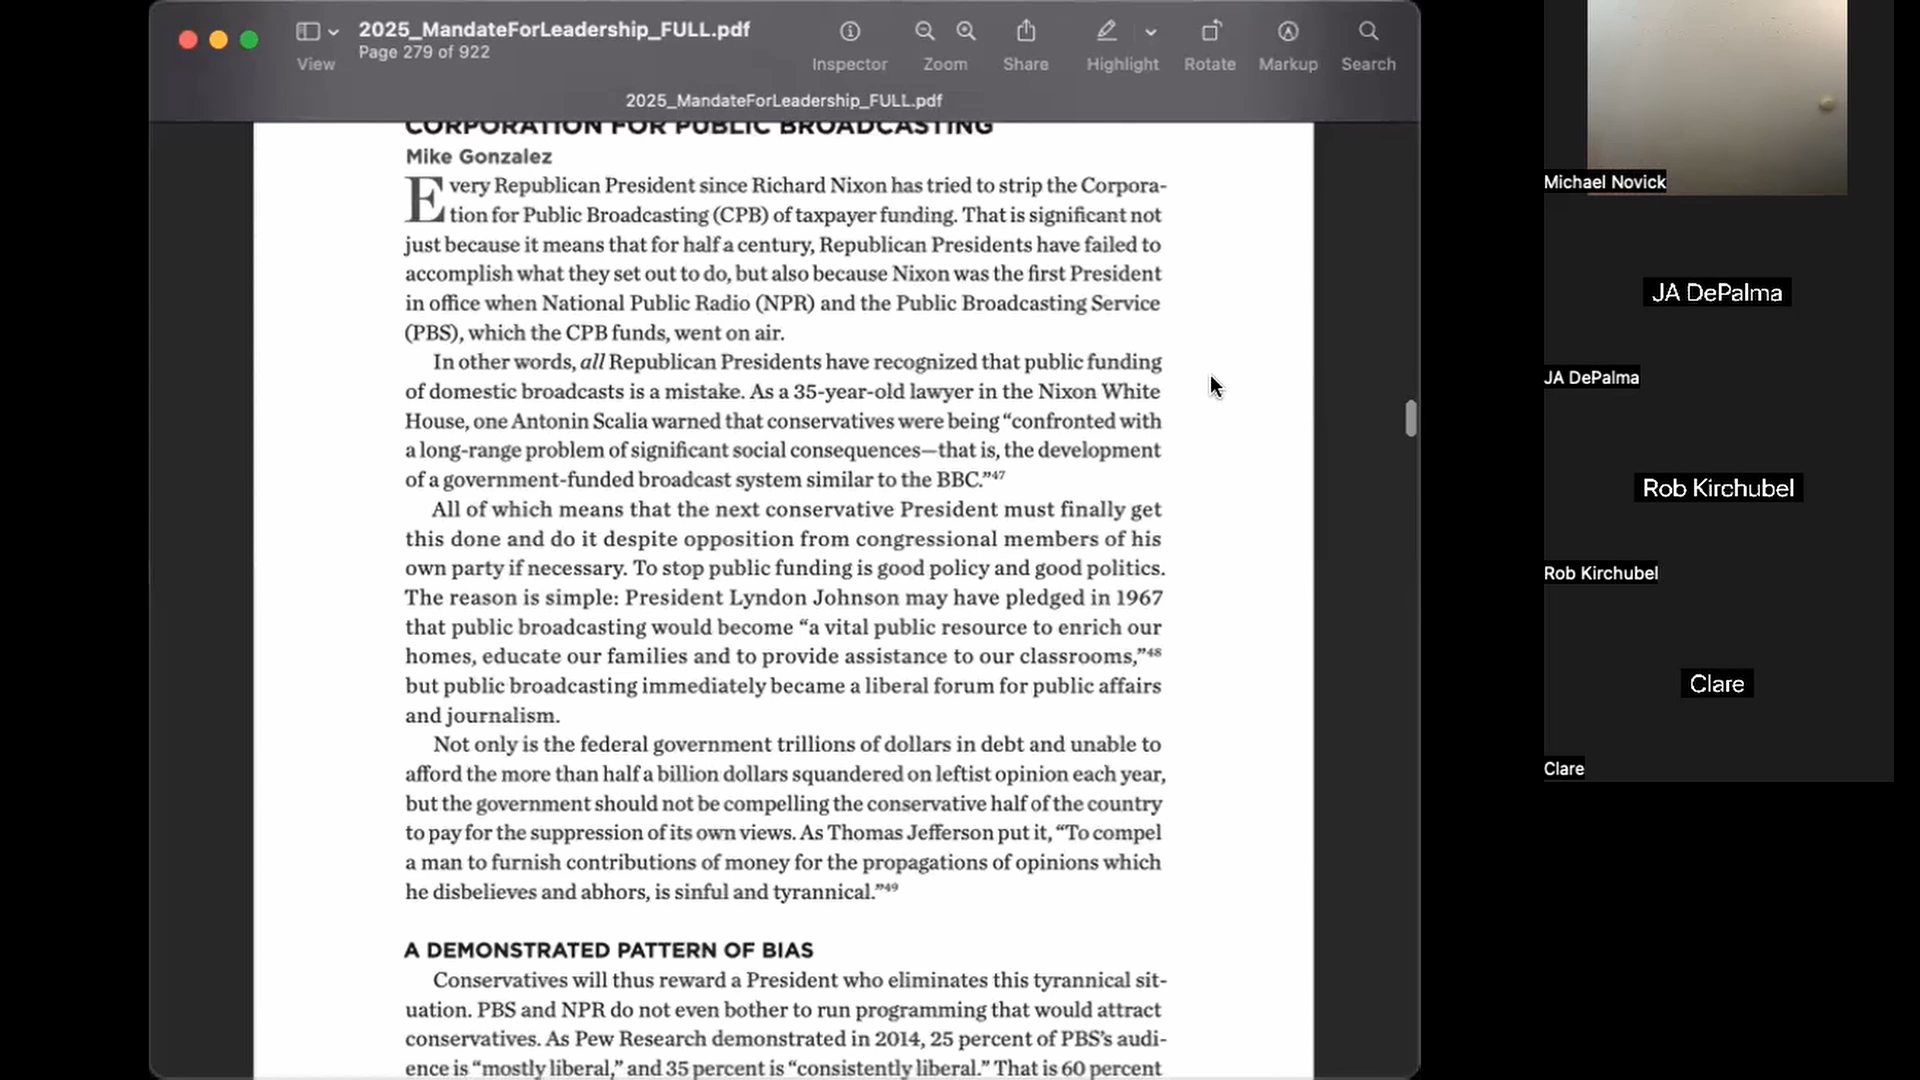 2025_MandateForLeadership_FULL.pdf
Page 279 of 922
View
Inspector
Zoom
Share
Highlight
Rotate
Markup
Search
2025_MandateForLeadership_FULL.pdf
CORPORATION FOR PUBLIC BROADCASTING
Mike Gonzalez
Every Republican President since Richard Nixon has tried to strip the Corpora-
tion for Public Broadcasting (CPB) of taxpayer funding. That is significant not
just because it means that for half a century, Republican Presidents have failed to
accomplish what they set out to do, but also because Nixon was the first President
in office when National Public Radio (NPR) and the Public Broadcasting Service
(PBS), which the CPB funds, went on air.
In other words, all Republican Presidents have recognized that public funding
of domestic broadcasts is a mistake. As a 35-year-old lawyer in the Nixon White
House, one Antonin Scalia warned that conservatives were being “confronted with
a long-range problem of significant social consequences—that is, the development
of a government-funded broadcast system similar to the BBC.”47
All of which means that the next conservative President must finally get
this done and do it despite opposition from congressional members of his
own party if necessary. To stop public funding is good policy and good politics.
The reason is simple: President Lyndon Johnson may have pledged in 1967
that public broadcasting would become “a vital public resource to enrich our
homes, educate our families and to provide assistance to our classrooms,”48
but public broadcasting immediately became a liberal forum for public affairs
and journalism.
Not only is the federal government trillions of dollars in debt and unable to
afford the more than half a billion dollars squandered on leftist opinion each year,
but the government should not be compelling the conservative half of the country
to pay for the suppression of its own views. As Thomas Jefferson put it, “To compel
a man to furnish contributions of money for the propagations of opinions which
he disbelieves and abhors, is sinful and tyrannical.”49
A DEMONSTRATED PATTERN OF BIAS
Conservatives will thus reward a President who eliminates this tyrannical sit-
uation. PBS and NPR do not even bother to run programming that would attract
conservatives. As Pew Research demonstrated in 2014, 25 percent of PBS’s audi-
ence is “mostly liberal,” and 35 percent is “consistently liberal.” That is 60 percent
Michael Novick
JA DePalma
JA DePalma
Rob Kirchubel
Rob Kirchubel
Clare
Clare